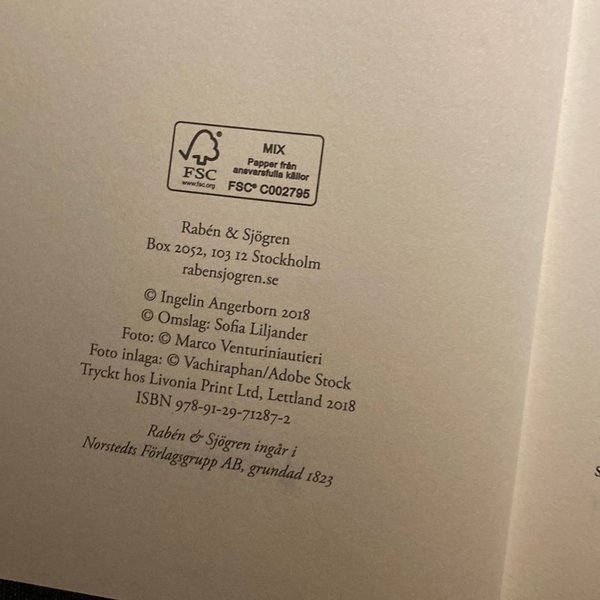 FSC
www.fsc.org
MIX
Papper från
ansvarsfulla källor
FSC® C002795
Rabén & Sjögren
Box 2052, 103 12 Stockholm
rabensjogren.se
© Ingelin Angerborn 2018
© Omslag: Sofia Liljander
Foto: © Marco Venturiniautieri
Foto inlaga: © Vachiraphan/Adobe Stock
Tryckt hos Livonia Print Ltd, Lettland 2018
ISBN 978-91-29-71287-2
Rabén & Sjögren ingår i
Norstedts Förlagsgrupp AB, grundad 1823